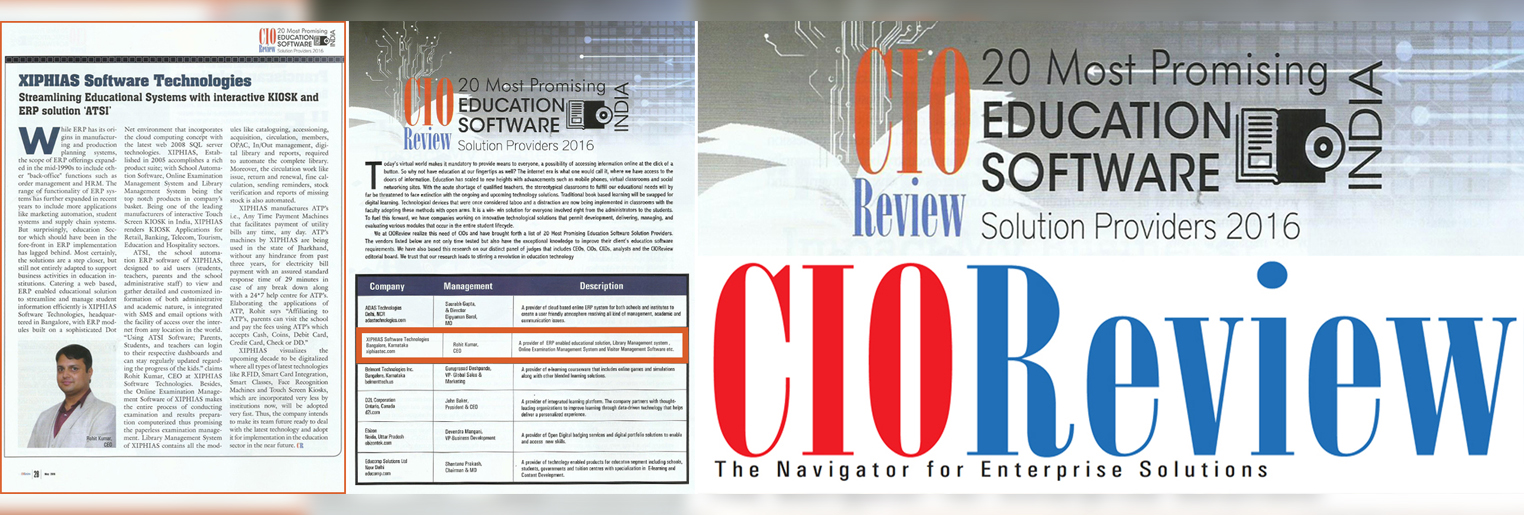 CIO
Review
20 Most Promising
EDUCATION
SOFTWARE
Solution Providers 2016
INDIA
XIPHIAS Software Technologies
Streamlining Educational Systems with interactive KIOSK and
ERP solution 'ATSI'
While ERP has its ori-
gins in manufactur-
ing and production
planning systems,
the scope of ERP offerings expand-
ed in the mid-1990s to include oth-
er "back-office" functions such as
order management and HRM. The
range of functionality of ERP sys-
tems has further expanded in recent
years to include more applications
like marketing automation, student
systems and supply chain systems.
But surprisingly, education Sec-
tor which should have been in the
fore-front in ERP implementation
has lagged behind. Most certainly,
the solutions are a step closer, but
still not entirely adapted to support
business activities in education in-
stitutions. Catering a web based,
ERP enabled educational solution
to streamline and manage student
information efficiently is XIPHIAS
Software Technologies, headquar-
tered in Bangalore, with ERP mod-
ules built on a sophisticated Dot
Rohit Kumar,
CEO
Net environment that incorporates
the cloud computing concept with
the latest web 2008 SQL server
technologies. XIPHIAS, Estab-
lished in 2005 accomplishes a rich
product suite; with School Automa-
tion Software, Online Examination
Management System and Library
Management System being the
top notch products in company's
basket. Being one of the leading
manufacturers of interactive Touch
Screen KIOSK in India, XIPHIAS
renders KIOSK Applications for
Retail, Banking, Telecom, Tourism,
Education and Hospitality sectors.
ATSI, the school automa-
tion ERP software of XIPHIAS,
designed to aid users (students,
teachers, parents and the school
administrative staff) to view and
gather detailed and customized in-
formation of both administrative
and academic nature, is integrated
with SMS and email options with
the facility of access over the inter-
net from any location in the world.
"Using ATSI Software; Parents,
Students, and teachers can login
to their respective dashboards and
can stay regularly updated regard-
ing the progress of the kids." claims
Rohit Kumar, CEO at XIPHIAS
Software Technologies. Besides,
the Online Examination Manage-
ment Software of XIPHIAS makes
the entire process of conducting
examination and results prepara-
tion computerized thus promising
the paperless examination manage-
ment. Library Management System
of XIPHIAS contains all the mod-
ules like cataloguing, accessioning,
acquisition, circulation, members,
OPAC, In/Out management, digi-
tal library and reports, required
to automate the complete library.
Moreover, the circulation work like
issue, return and renewal, fine cal-
culation, sending reminders, stock
verification and reports of missing
stock is also automated.
XIPHIAS manufactures ATP's
i.e., Any Time Payment Machines
that facilitates payment of utility
bills any time, any day. ATP's
machines by XIPHIAS are being
used in the state of Jharkhand,
without any hindrance from past
three years, for electricity bill
payment with an assured standard
response time of 29 minutes in
case of any break down along
with a 24*7 help centre for ATP's.
Elaborating the applications of
ATP, Rohit says "Affiliating to
ATP's, parents can visit the school
and pay the fees using ATP's which
accepts Cash, Coins, Debit Card,
Credit Card, Check or DD."
XIPHIAS visualizes the
upcoming decade to be digitalized
where all types of latest technologies
like RFID, Smart Card Integration,
Smart Classes, Face Recognition
Machines and Touch Screen Kiosks,
which are incorporated very less by
institutions now, will be adopted
very fast. Thus, the company intends
to make its team future ready to deal
with the latest technology and adopt
it for implementation in the education
sector in the near future.
CIO
Review
20 Most Promising
EDUCATION
SOFTWARE
Solution Providers 2016
INDIA
Today's virtual world makes it mandatory to provide means to everyone, a possibility of accessing information online at the click of a
button. So why not have education at our fingertips as well? The internet era is what one would call it, where we have access to the
doors of information. Education has scaled to new heights with advancements such as mobile phones, virtual classrooms and social
networking sites. With the acute shortage of qualified teachers, the stereotypical classrooms to fulfill our educational needs will by
far be threatened to face extinction with the ongoing and upcoming technology solutions. Traditional book based learning will be swapped for
digital learning. Technological devices that were once considered taboo and a distraction are now being implemented in classrooms with the
faculty adopting these methods with open arms. It is a win- win solution for everyone involved right from the administrators to the students.
To fuel this forward, we have companies working on innovative technological solutions that permit development, delivering, managing, and
evaluating various modules that occur in the entire student lifecycle.
We at CIOReview realize this need of CIOs and have brought forth a list of 20 Most Promising Education Software Solution Providers.
The vendors listed below are not only time tested but also have the exceptional knowledge to improve their client's education software
requirements. We have also based this research on our distinct panel of judges that includes CEOs, CIOs, CXOs, analysts and the CIOReview
editorial board. We trust that our research leads to stirring a revolution in education technology
Company Management Description
Delhi, NCR
MD
A provider of cloud based online ERP system for both schools and institutes to
create a user friendly atmosphere resolving all kind of management, academic and
communication issues.
XIPHIAS Software Technologies
Bangalore, Karnataka
xiphiastec.com
Rohit Kumar,
CEO
A provider of ERP enabled educational solution, Library Management system,
Online Examination Management System and Visitor Management Software etc.
Belmont Technologies Inc.
Bangalore, Karnataka
Guruprasad Deshpande,
VP- Global Sales &
Marketing
A provider of e-learning courseware that includes online games and simulations
along with other blended learning solutions.
D2L Corporation
Ontario, Canada
d2l.com
John Baker,
President & CEO
A provider of integrated learning platform. The company partners with thought-
leading organizations to improve learning through data-driven technology that helps
deliver a personalized experience.
Noida, Uttar Pradesh
VP-Business Development
A provider of Open Digital badging services and digital portfolio solutions to enable
and access new skills.
Educomp Solutions Ltd
New Delhi
educomp.com
Shantanu Prakash,
Chairman & MD
A provider of technology enabled products for education segment including schools,
students, governments and tuition centres with specialization in E-learning and
Content Development.
CIO
Review
20 Most Promising
EDUCATION
SOFTWARE
Solution Providers 2016
INDIA
CIOReview
The Navigator for Enterprise Solutions